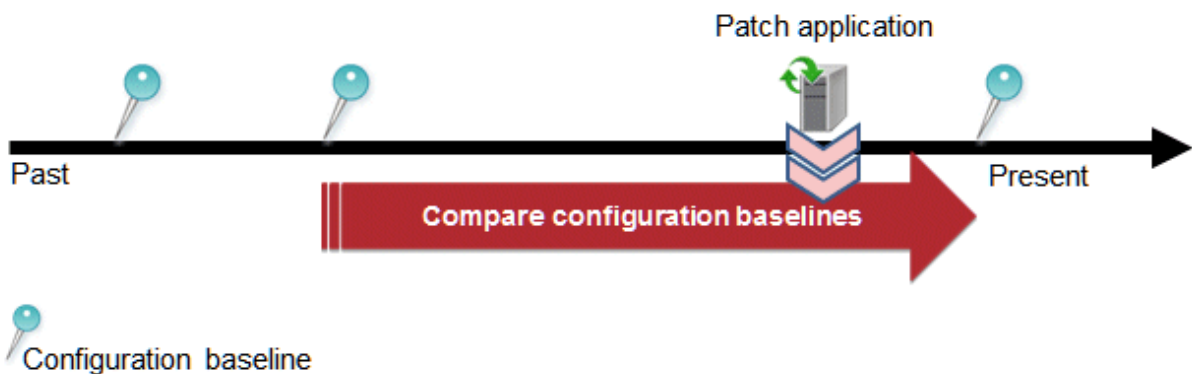 Patch application
Past
Present
Compare configuration baselines
Configuration baseline